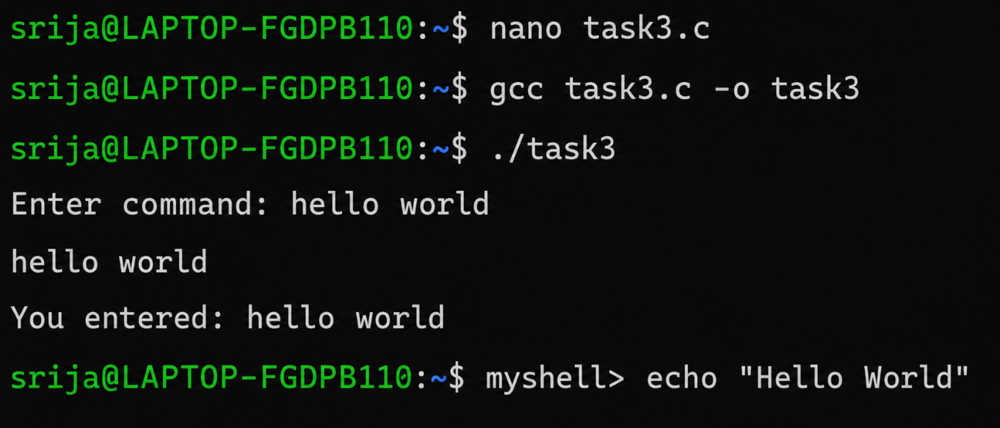 srija@LAPTOP-FGDPB110:~$ nano task3.c
srija@LAPTOP-FGDPB110:~$ gcc task3.c -o task3
srija@LAPTOP-FGDPB110:~$ ./task3
Enter command: hello world
hello world
You entered: hello world
srija@LAPTOP-FGDPB110:~$ myshell> echo "Hello World"